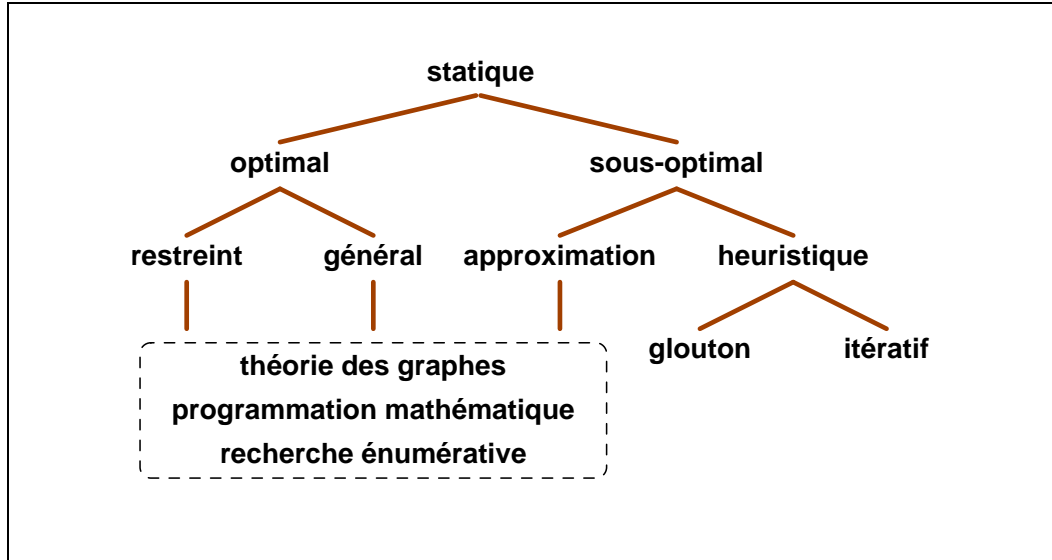 statique
optimal sous-optimal
restreint général approximation heuristique
glouton itératif
théorie des graphes
programmation mathématique
recherche énumérative